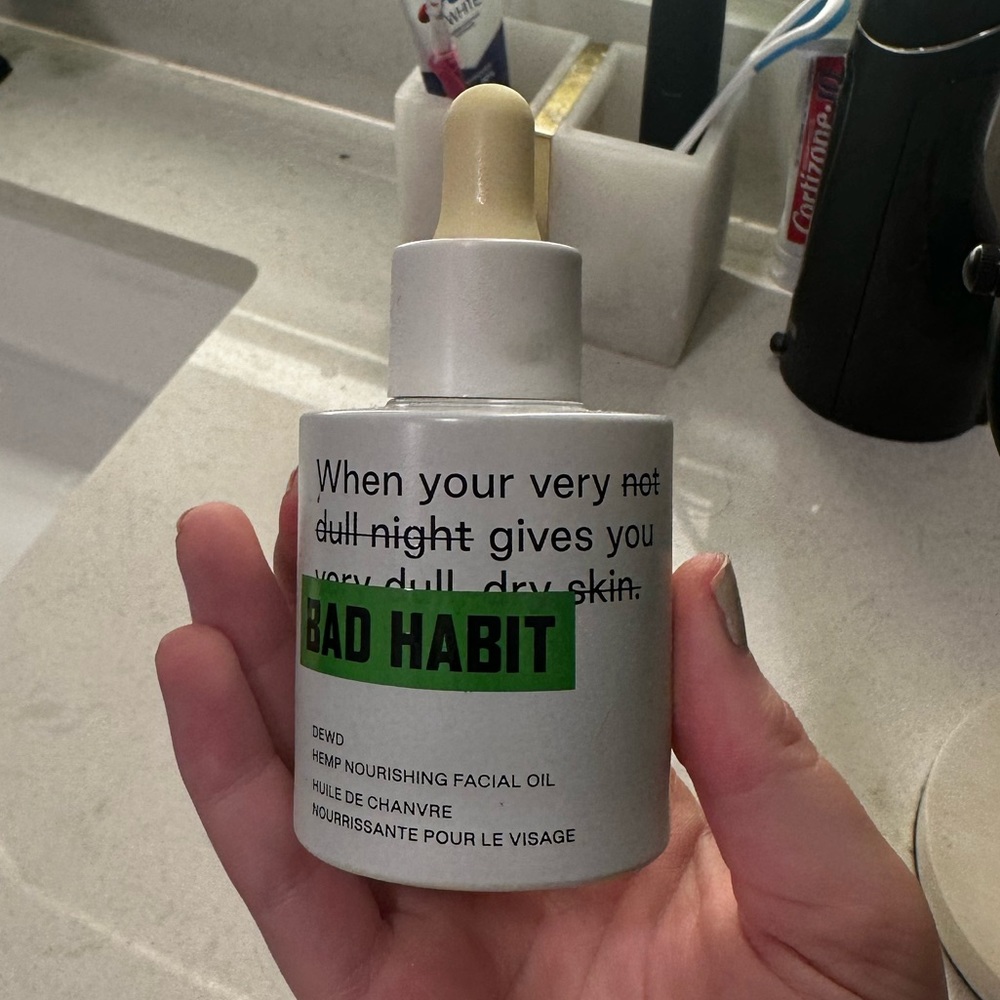 WHITE
Cortizone·10
When your very not
dull night gives you
very dull, dry skin.
BAD HABIT
DEWD
HEMP NOURISHING FACIAL OIL
HUILE DE CHANVRE
NOURRISSANTE POUR LE VISAGE